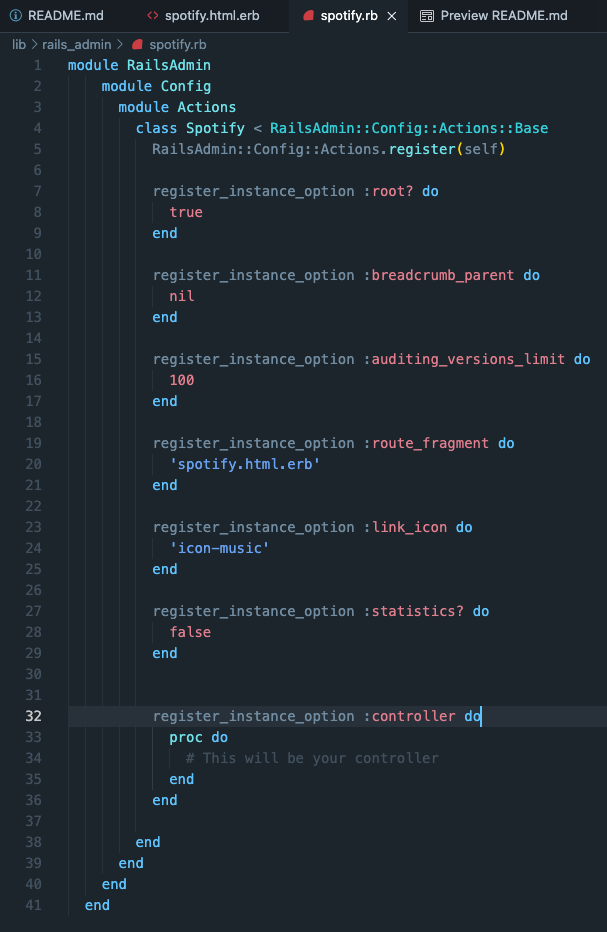 README.md <> spotify.html.erb spotify.rb × Preview README.md
lib > rails_admin > spotify.rb
1 module RailsAdmin
2 module Config
3 module Actions
4 class Spotify < RailsAdmin::Config::Actions::Base
5 RailsAdmin::Config::Actions.register(self)
6
7 register_instance_option :root? do
8 true
9 end
10
11 register_instance_option :breadcrumb_parent do
12 nil
13 end
14
15 register_instance_option :auditing_versions_limit do
16 100
17 end
18
19 register_instance_option :route_fragment do
20 'spotify.html.erb'
21 end
22
23 register_instance_option :link_icon do
24 'icon-music'
25 end
26
27 register_instance_option :statistics? do
28 false
29 end
30
31
32 register_instance_option :controller do
33 proc do
34 # This will be your controller
35 end
36 end
37
38 end
39 end
40 end
41 end